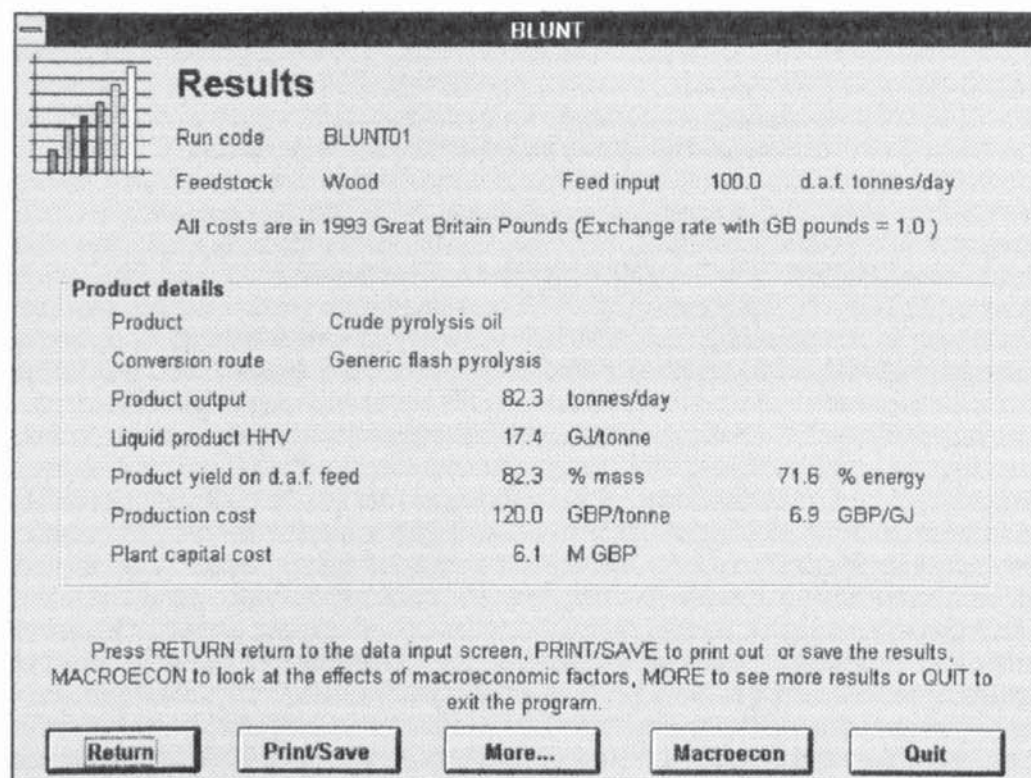 BLUNT
Results
Run code BLUNT01
Feedstock Wood Feed input 100.0 d.a.f. tonnes/day
All costs are in 1993 Great Britain Pounds (Exchange rate with GB pounds = 1.0 )
Product details
Product Crude pyrolysis oil
Conversion route Generic flash pyrolysis
Product output 82.3 tonnes/day
Liquid product HHV 17.4 GJ/tonne
Product yield on d.a.f. feed 82.3 % mass 71.6 % energy
Production cost 120.0 GBP/tonne 6.9 GBP/GJ
Plant capital cost 6.1 M GBP
Press RETURN return to the data input screen, PRINT/SAVE to print out or save the results,
MACROECON to look at the effects of macroeconomic factors, MORE to see more results or QUIT to
exit the program.
Return Print/Save More... Macroecon Quit